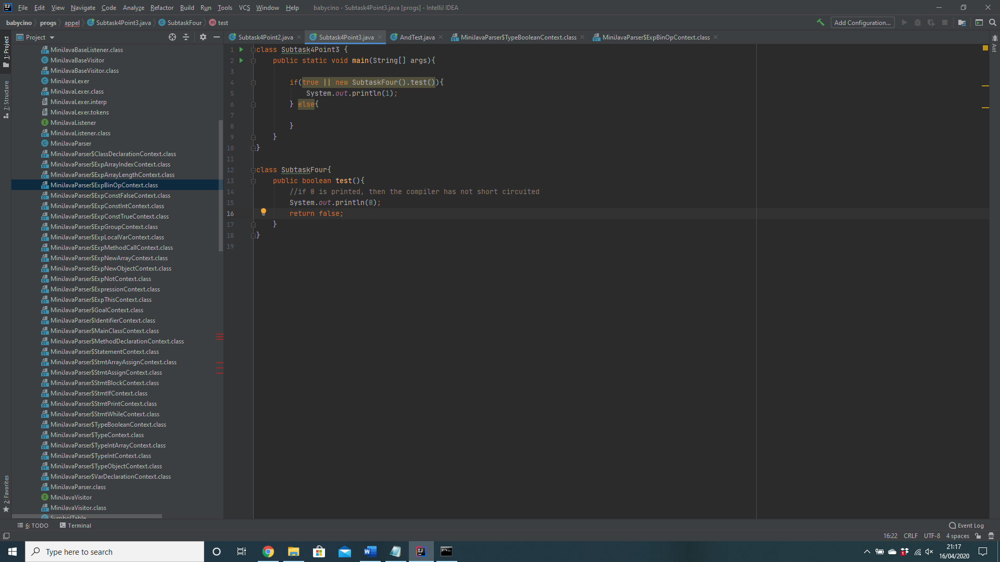 File Edit View Navigate Code Analyze Refactor Build Run Tools VCS Window Help babycino - Subtask4Point3.java [progs] - IntelliJ IDEA
babycino progs appel Subtask4Point3.java SubtaskFour test Add Configuration...
Project
Subtask4Point2.java Subtask4Point3.java AndTest.java MiniJavaParser$TypeBooleanContext.class MiniJavaParser$ExpBinOpContext.class
1: Project
7: Structure
2: Favorites
Ant
MiniJavaBaseListener.class
MiniJavaBaseVisitor
MiniJavaBaseVisitor.class
MiniJavaLexer
MiniJavaLexer.class
MiniJavaLexer.interp
MiniJavaLexer.tokens
MiniJavaListener
MiniJavaListener.class
MiniJavaParser
MiniJavaParser$ClassDeclarationContext.class
MiniJavaParser$ExpArrayIndexContext.class
MiniJavaParser$ExpArrayLengthContext.class
MiniJavaParser$ExpBinOpContext.class
MiniJavaParser$ExpConstFalseContext.class
MiniJavaParser$ExpConstIntContext.class
MiniJavaParser$ExpConstTrueContext.class
MiniJavaParser$ExpGroupContext.class
MiniJavaParser$ExpLocalVarContext.class
MiniJavaParser$ExpMethodCallContext.class
MiniJavaParser$ExpNewArrayContext.class
MiniJavaParser$ExpNewObjectContext.class
MiniJavaParser$ExpNotContext.class
MiniJavaParser$ExpressionContext.class
MiniJavaParser$ExpThisContext.class
MiniJavaParser$GoalContext.class
MiniJavaParser$IdentifierContext.class
MiniJavaParser$MainClassContext.class
MiniJavaParser$MethodDeclarationContext.class
MiniJavaParser$StatementContext.class
MiniJavaParser$StmtArrayAssignContext.class
MiniJavaParser$StmtAssignContext.class
MiniJavaParser$StmtBlockContext.class
MiniJavaParser$StmtIfContext.class
MiniJavaParser$StmtPrintContext.class
MiniJavaParser$StmtWhileContext.class
MiniJavaParser$TypeBooleanContext.class
MiniJavaParser$TypeContext.class
MiniJavaParser$TypeIntArrayContext.class
MiniJavaParser$TypeIntContext.class
MiniJavaParser$TypeObjectContext.class
MiniJavaParser$VarDeclarationContext.class
MiniJavaParser.class
MiniJavaVisitor
MiniJavaVisitor.class
SymbolTable
1 class Subtask4Point3 {
2 public static void main(String[] args){
3
4 if(true || new SubtaskFour().test()){
5 System.out.println(1);
6 } else{
7
8 }
9 }
10 }
11
12 class SubtaskFour{
13 public boolean test(){
14 //if 0 is printed, then the compiler has not short circuited
15 System.out.println(0);
16 return false;
17 }
18 }
19
6: TODO Terminal Event Log
16:22 CRLF UTF-8 4 spaces
Type here to search
21:17
16/04/2020